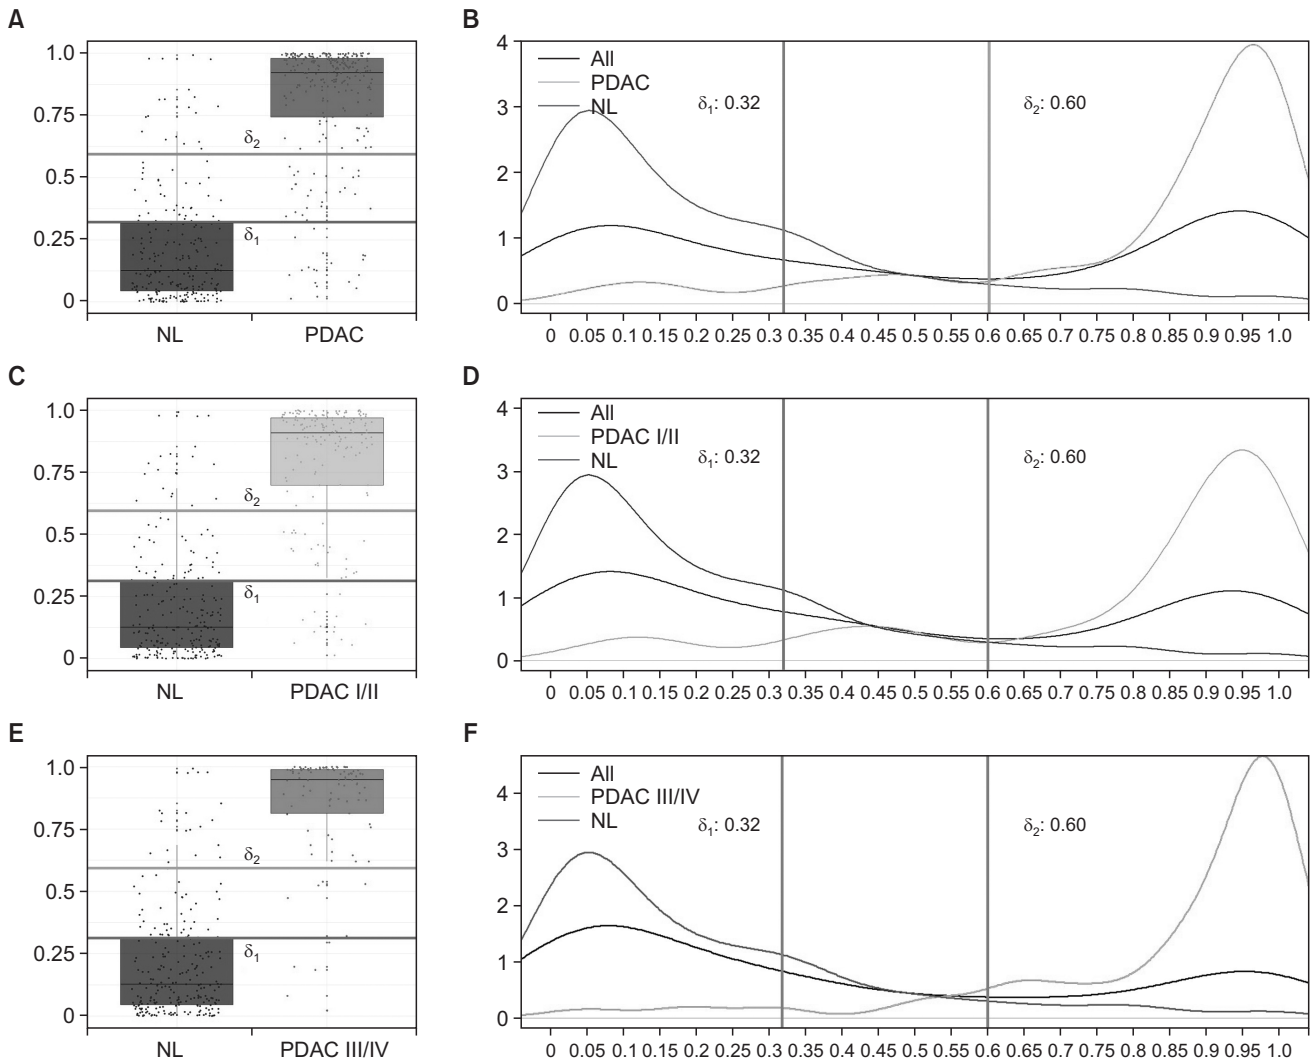 A
1.0
0.75
0.5
0.25
0
δ2
δ1
NL PDAC
B
4
3
2
1
0
All
PDAC
NL
δ1: 0.32
δ2: 0.60
0 0.05 0.1 0.15 0.2 0.25 0.3 0.35 0.4 0.45 0.5 0.55 0.6 0.65 0.7 0.75 0.8 0.85 0.9 0.95 1.0
C
1.0
0.75
0.5
0.25
0
δ2
δ1
NL PDAC I/II
D
4
3
2
1
0
All
PDAC I/II
NL
δ1: 0.32
δ2: 0.60
0 0.05 0.1 0.15 0.2 0.25 0.3 0.35 0.4 0.45 0.5 0.55 0.6 0.65 0.7 0.75 0.8 0.85 0.9 0.95 1.0
E
1.0
0.75
0.5
0.25
0
δ2
δ1
NL PDAC III/IV
F
4
3
2
1
0
All
PDAC III/IV
NL
δ1: 0.32
δ2: 0.60
0 0.05 0.1 0.15 0.2 0.25 0.3 0.35 0.4 0.45 0.5 0.55 0.6 0.65 0.7 0.75 0.8 0.85 0.9 0.95 1.0